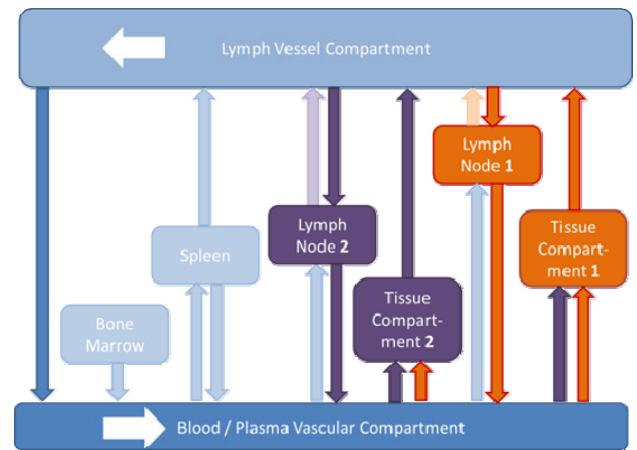 Lymph Vessel Compartment
Lymph
Node 1
Lymph
Node 2
Tissue
Compart-
ment 1
Spleen
Tissue
Compart-
ment 2
Bone
Marrow
Blood / Plasma Vascular Compartment